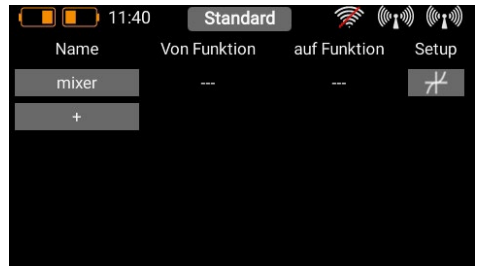 11:40 Standard
Name Von Funktion auf Funktion Setup
mixer --- ---
+